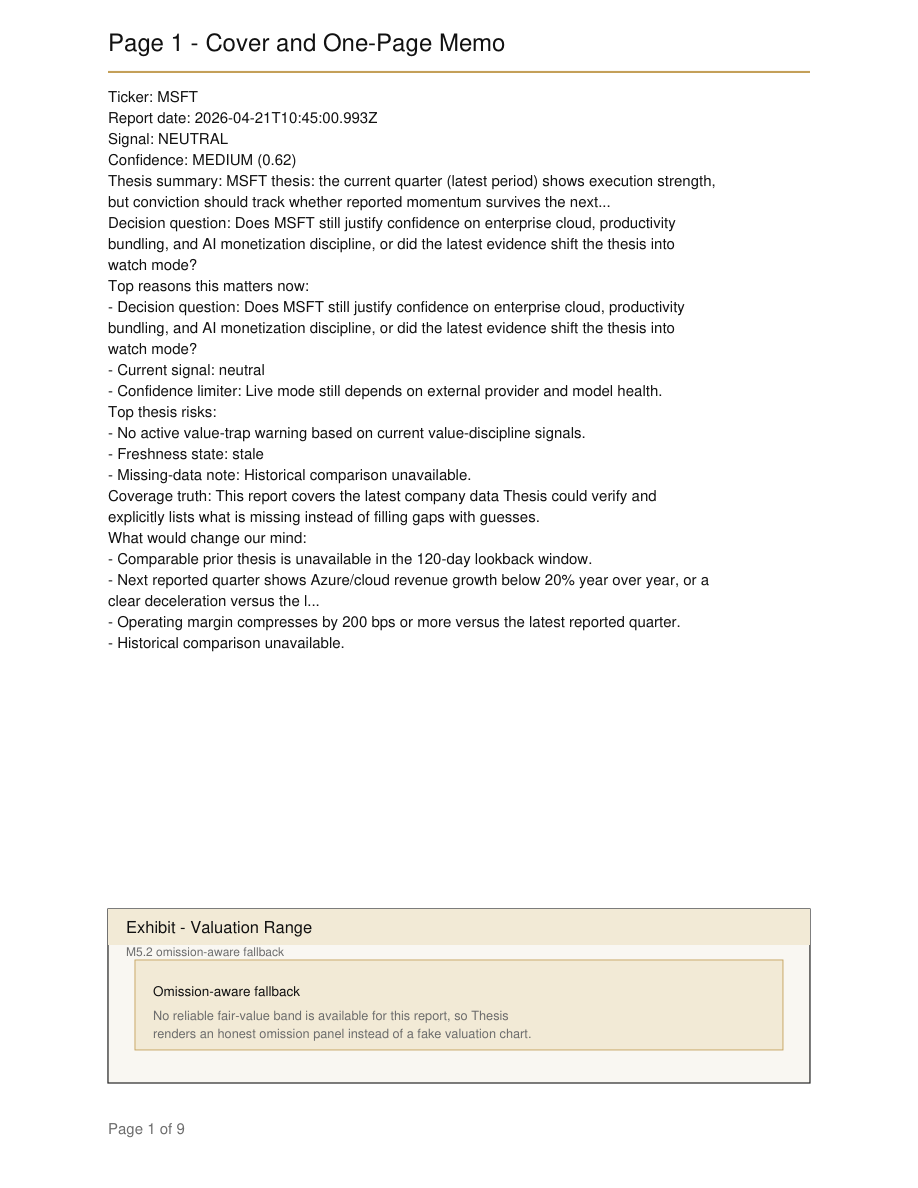 Page 1 - Cover and One-Page Memo
Ticker: MSFT
Report date: 2026-04-21T10:45:00.993Z
Signal: NEUTRAL
Confidence: MEDIUM (0.62)
Thesis summary: MSFT thesis: the current quarter (latest period) shows execution strength,
but conviction should track whether reported momentum survives the next...
Decision question: Does MSFT still justify confidence on enterprise cloud, productivity
bundling, and AI monetization discipline, or did the latest evidence shift the thesis into
watch mode?
Top reasons this matters now:
- Decision question: Does MSFT still justify confidence on enterprise cloud, productivity
bundling, and AI monetization discipline, or did the latest evidence shift the thesis into
watch mode?
- Current signal: neutral
- Confidence limiter: Live mode still depends on external provider and model health.
Top thesis risks:
- No active value-trap warning based on current value-discipline signals.
- Freshness state: stale
- Missing-data note: Historical comparison unavailable.
Coverage truth: This report covers the latest company data Thesis could verify and
explicitly lists what is missing instead of filling gaps with guesses.
What would change our mind:
- Comparable prior thesis is unavailable in the 120-day lookback window.
- Next reported quarter shows Azure/cloud revenue growth below 20% year over year, or a
clear deceleration versus the l...
- Operating margin compresses by 200 bps or more versus the latest reported quarter.
- Historical comparison unavailable.
Exhibit - Valuation Range
M5.2 omission-aware fallback
Omission-aware fallback
No reliable fair-value band is available for this report, so Thesis
renders an honest omission panel instead of a fake valuation chart.
Page 1 of 9